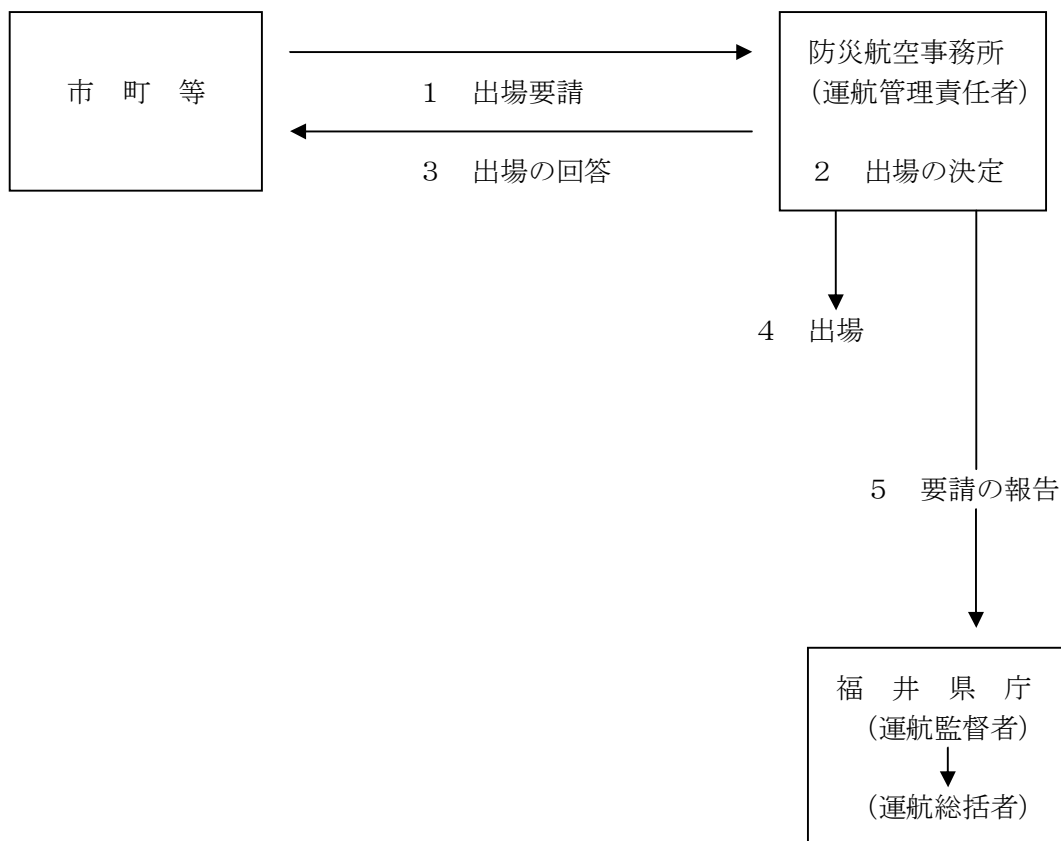 市　町　等
１　出場要請
３　出場の回答
防災航空事務所
（運航管理責任者）
２　出場の決定
４　出場
５　要請の報告
福　井　県　庁
（運航監督者）
（運航総括者）